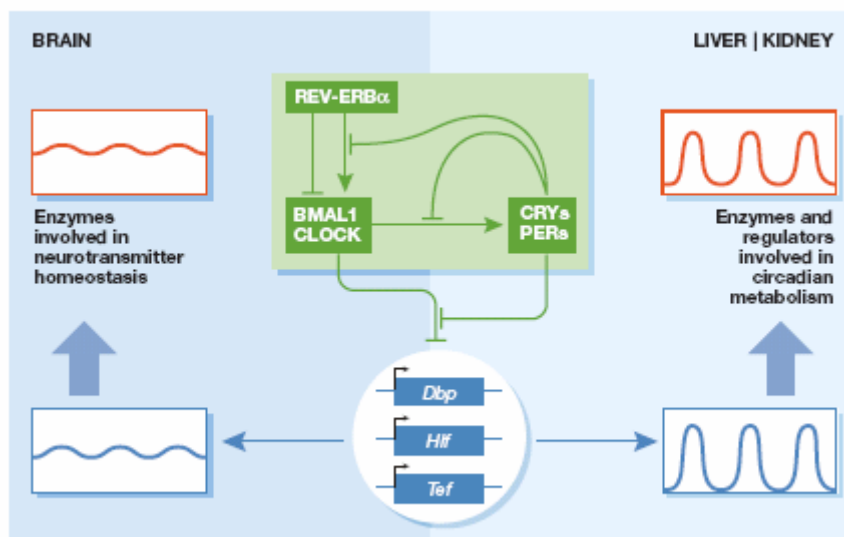 BRAIN
LIVER | KIDNEY
REV-ERBα
BMAL1
CLOCK
CRYs
PERs
Enzymes
involved in
neurotransmitter
homeostasis
Enzymes and
regulators
involved in
circadian
metabolism
Dbp
Hlf
Tef